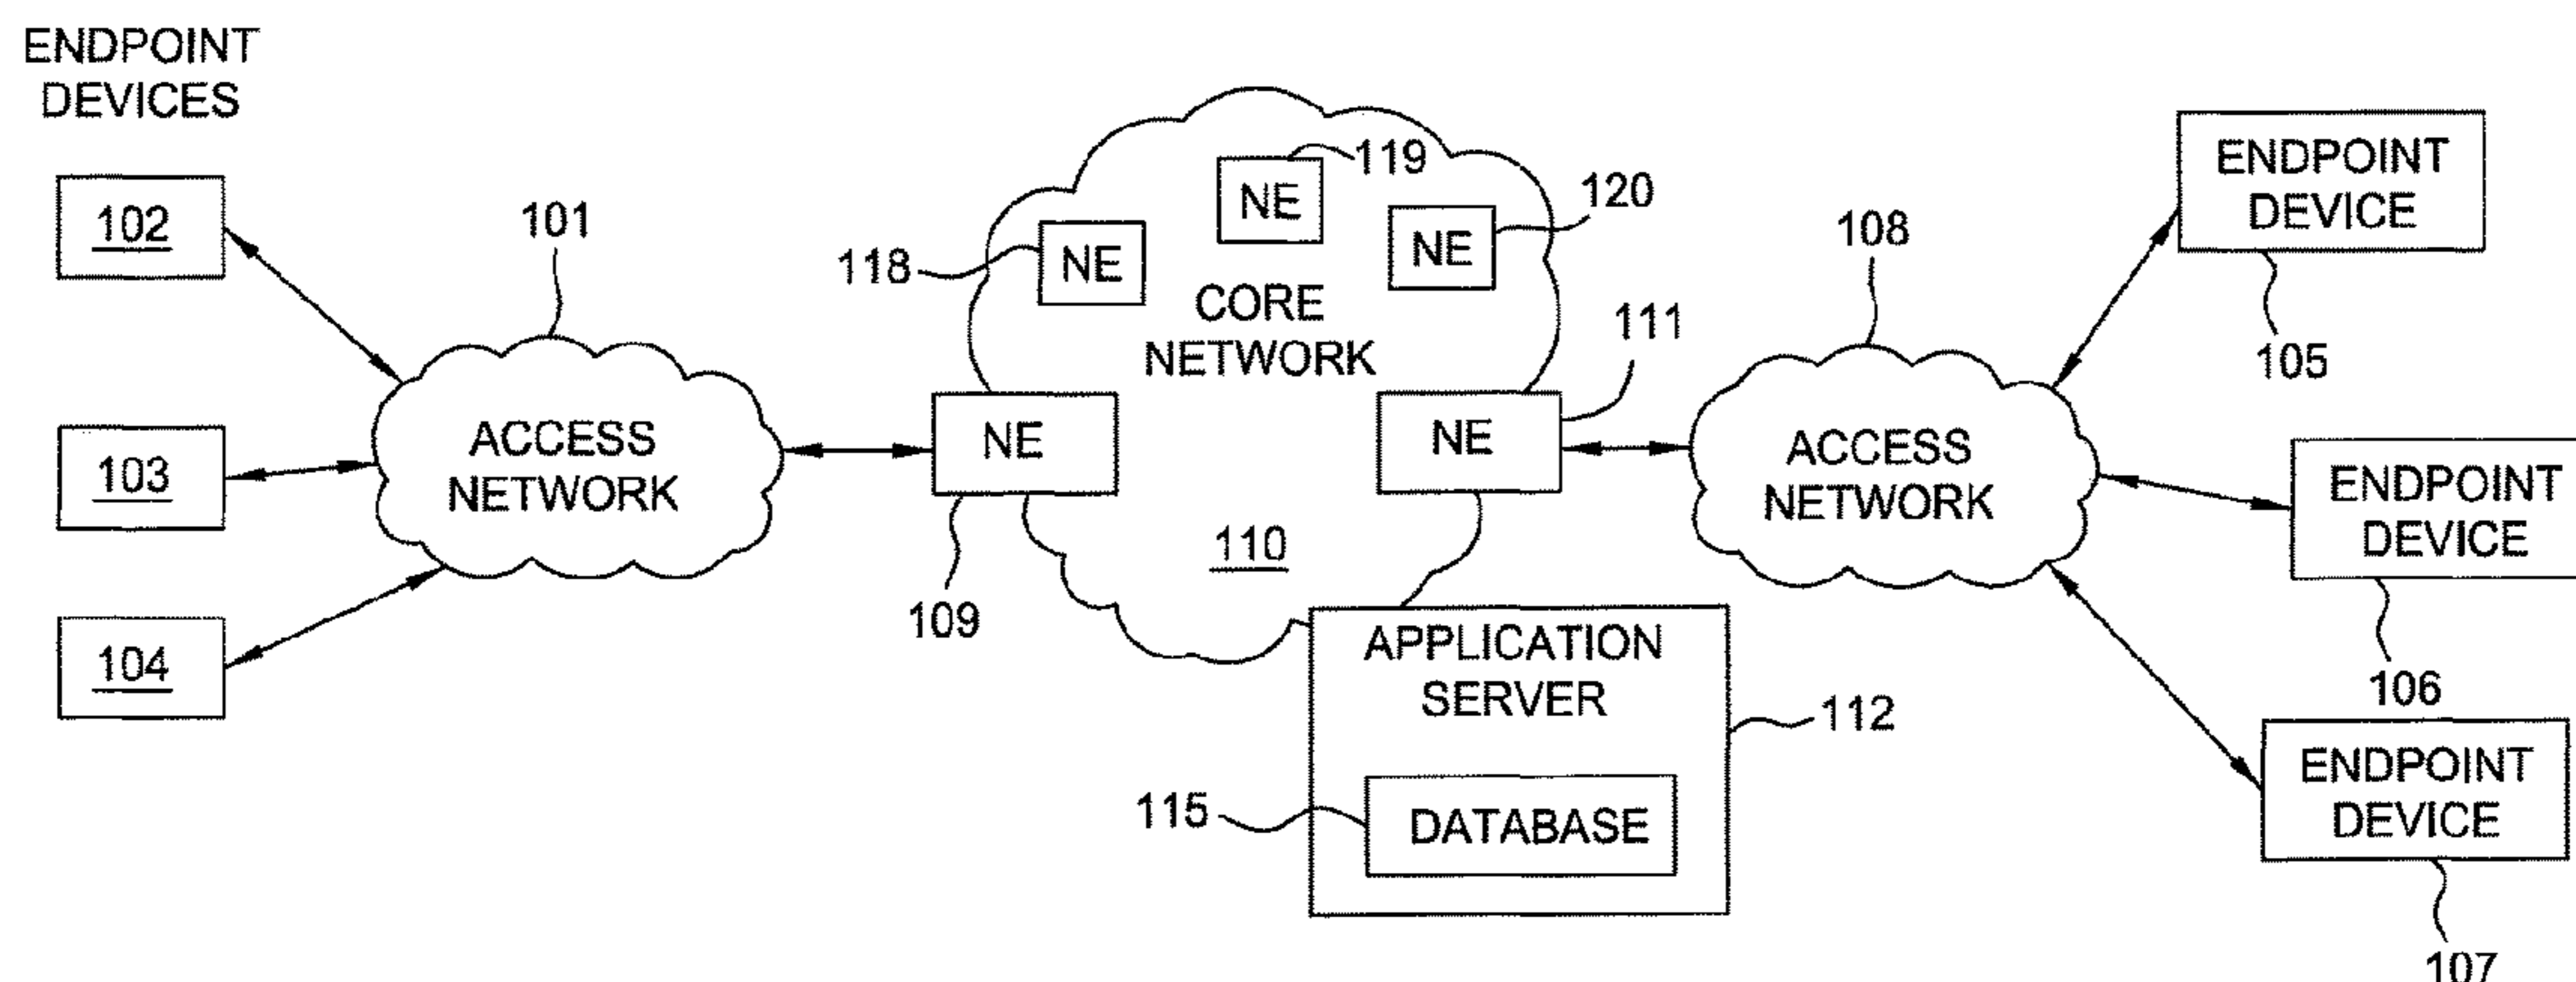 ENDPOINT
DEVICES
102
103
104
101
ACCESS
NETWORK
118
NE
NE
119
NE
120
CORE
NETWORK
NE
109
110
NE
111
APPLICATION
SERVER
112
115
DATABASE
108
ACCESS
NETWORK
ENDPOINT
DEVICE
105
ENDPOINT
DEVICE
106
ENDPOINT
DEVICE
107